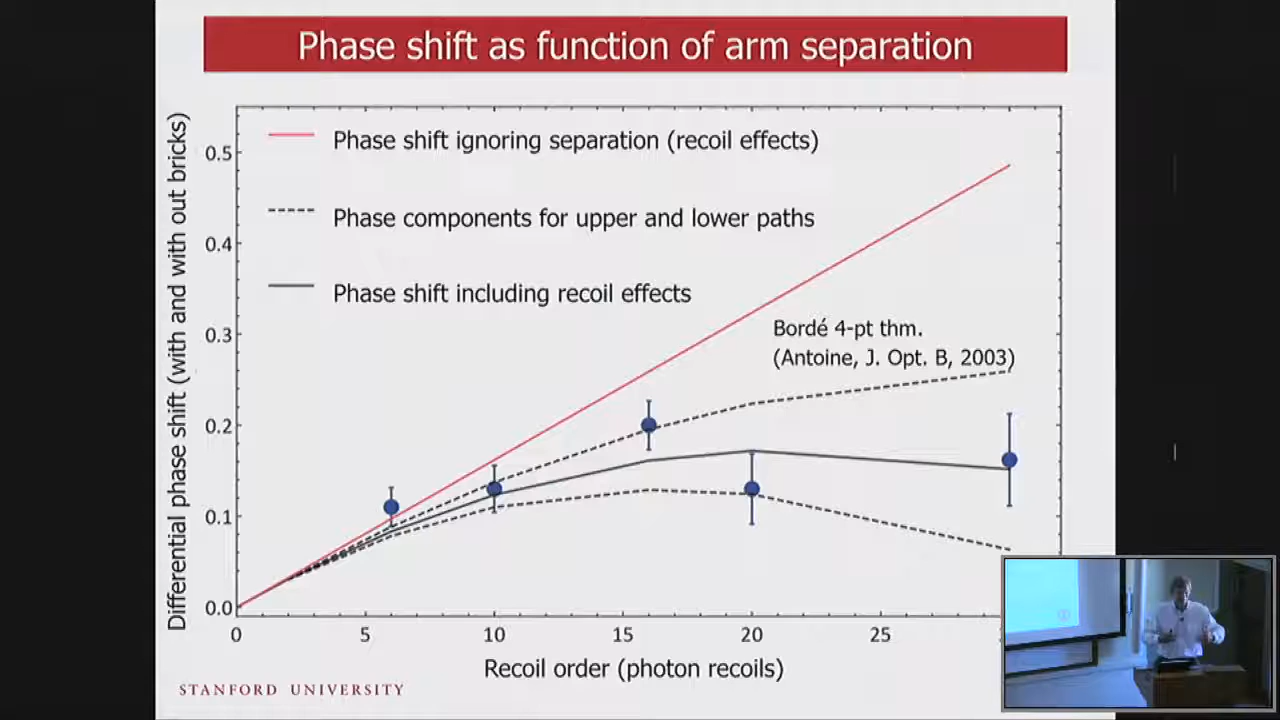 Phase shift as function of arm separation
Differential phase shift (with and with out bricks)
0.5
0.4
0.3
0.2
0.1
0.0
Phase shift ignoring separation (recoil effects)
Phase components for upper and lower paths
Phase shift including recoil effects
Bordé 4-pt thm.
(Antoine, J. Opt. B, 2003)
0 5 10 15 20 25
Recoil order (photon recoils)
STANFORD UNIVERSITY